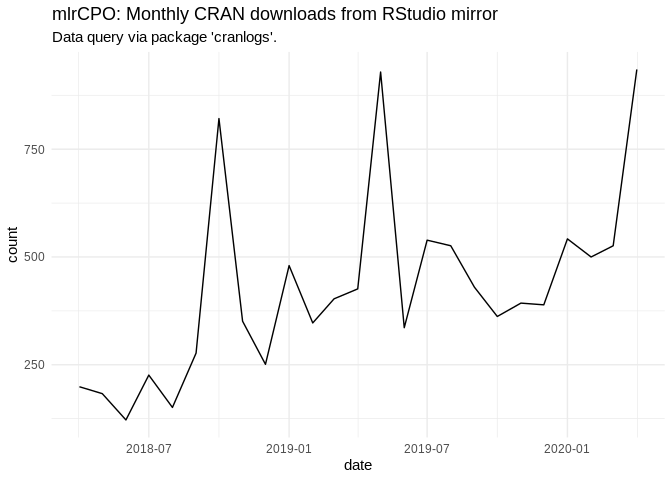 mlrCPO: Monthly CRAN downloads from RStudio mirror
Data query via package 'cranlogs'.
750
500
250
count
2018-07 2019-01 2019-07 2020-01
date